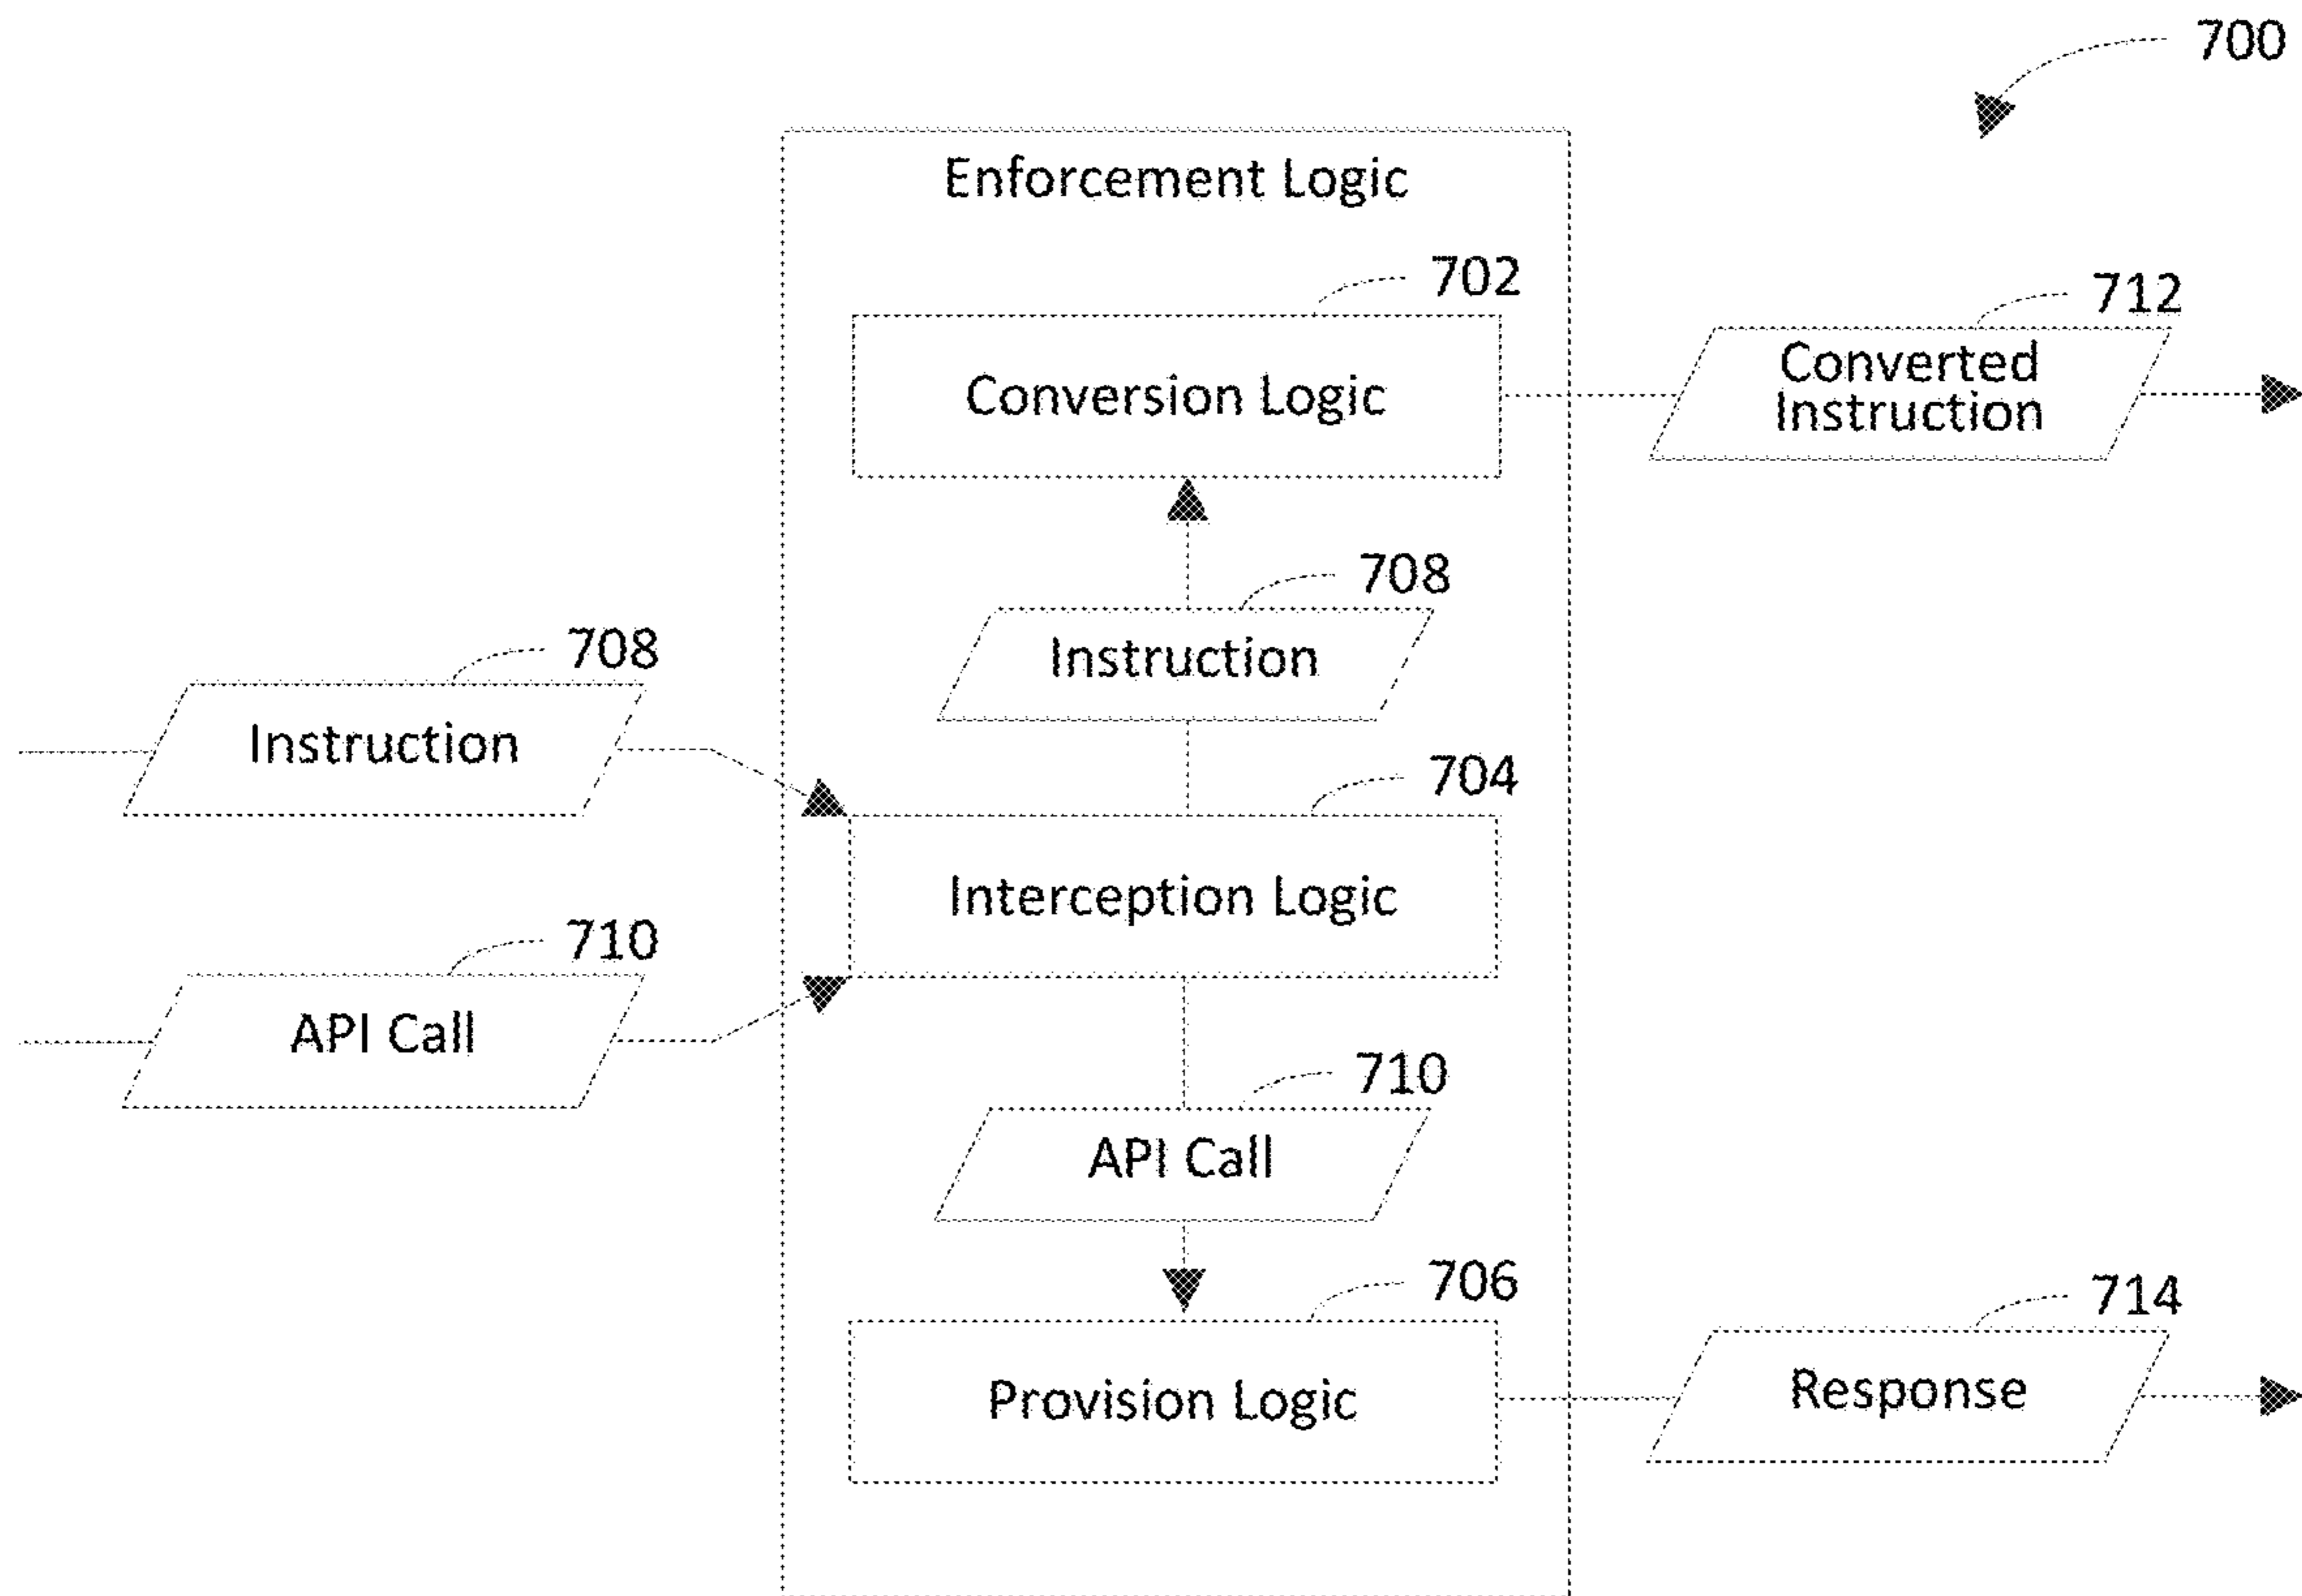 700
Enforcement Logic
702
Conversion Logic
712
Converted
Instruction
708
Instruction
708
Instruction
704
Interception Logic
710
API Call
710
API Call
706
Provision Logic
714
Response